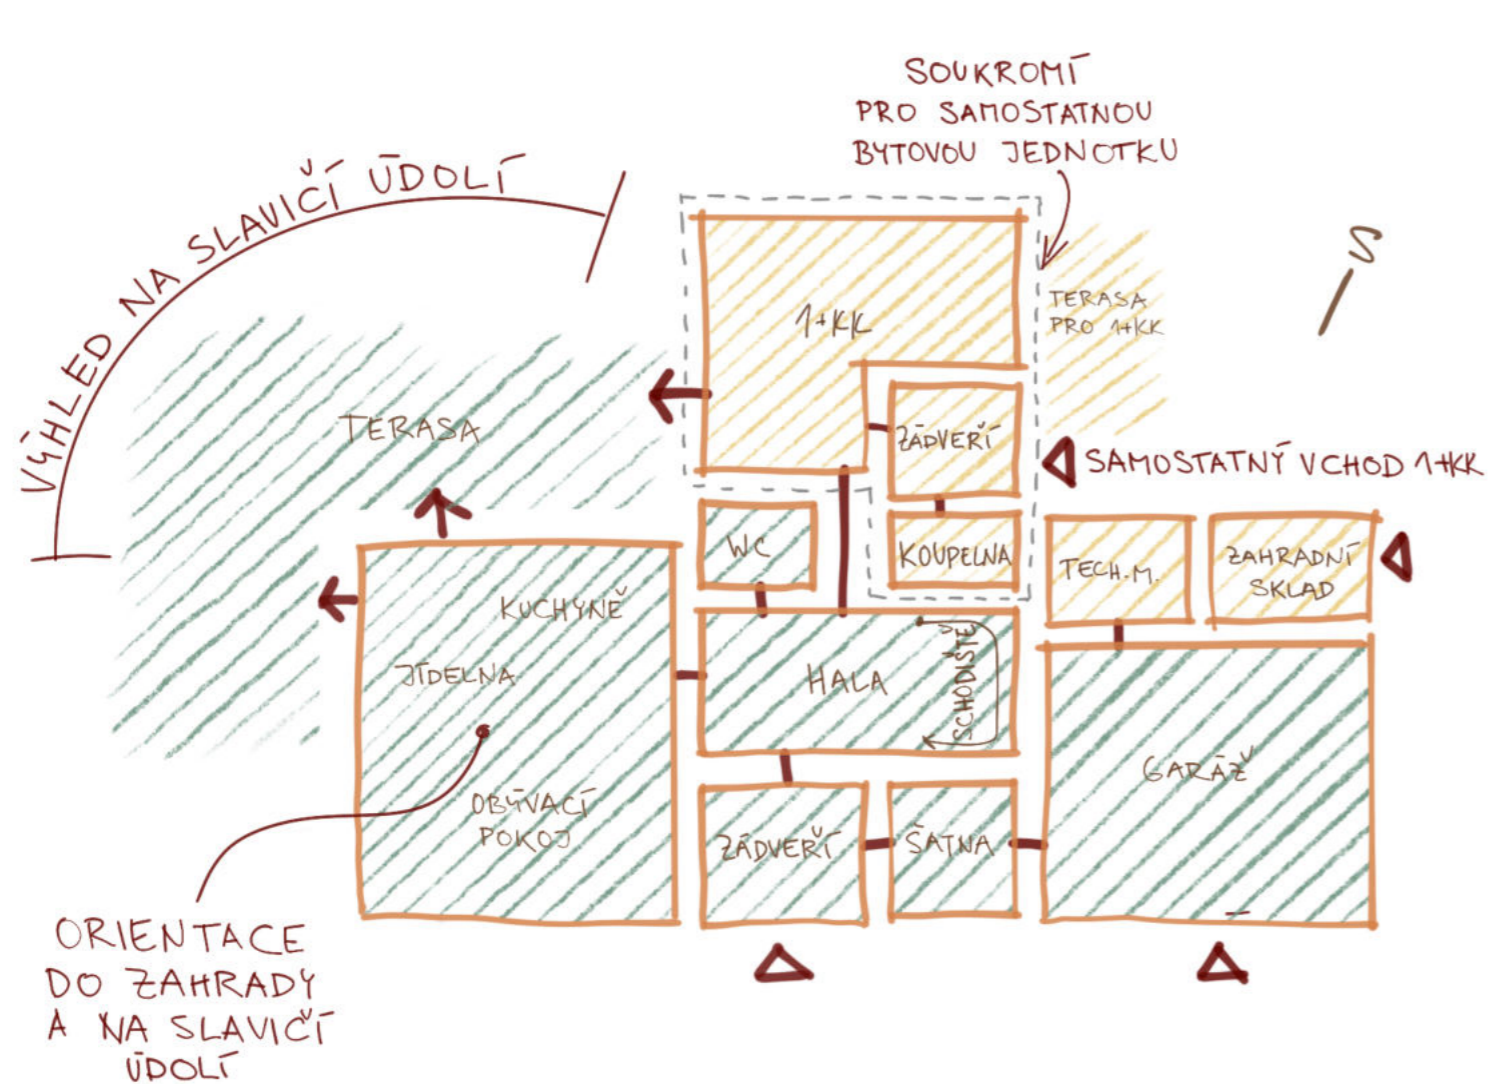 SOUKROMÍ
PRO SAMOSTATNOU
BYTOVOU JEDNOTKU
VÝHLED NA SLAVIČÍ ÚDOLÍ
S
1+KK
TERASA
PRO 1+KK
TERASA
ZÁDVEŘÍ
SAMOSTATNÝ VCHOD 1+KK
WC
KOUPELNA
TECH.M.
ZAHRADNÍ
SKLAD
KUCHYNĚ
JÍDELNA
HALA
SCHODIŠTĚ
OBÝVACÍ
POKOJ
ZÁDVEŘÍ
ŠATNA
GARÁŽ
ORIENTACE
DO ZAHRADY
A NA SLAVIČÍ
ÚDOLÍ